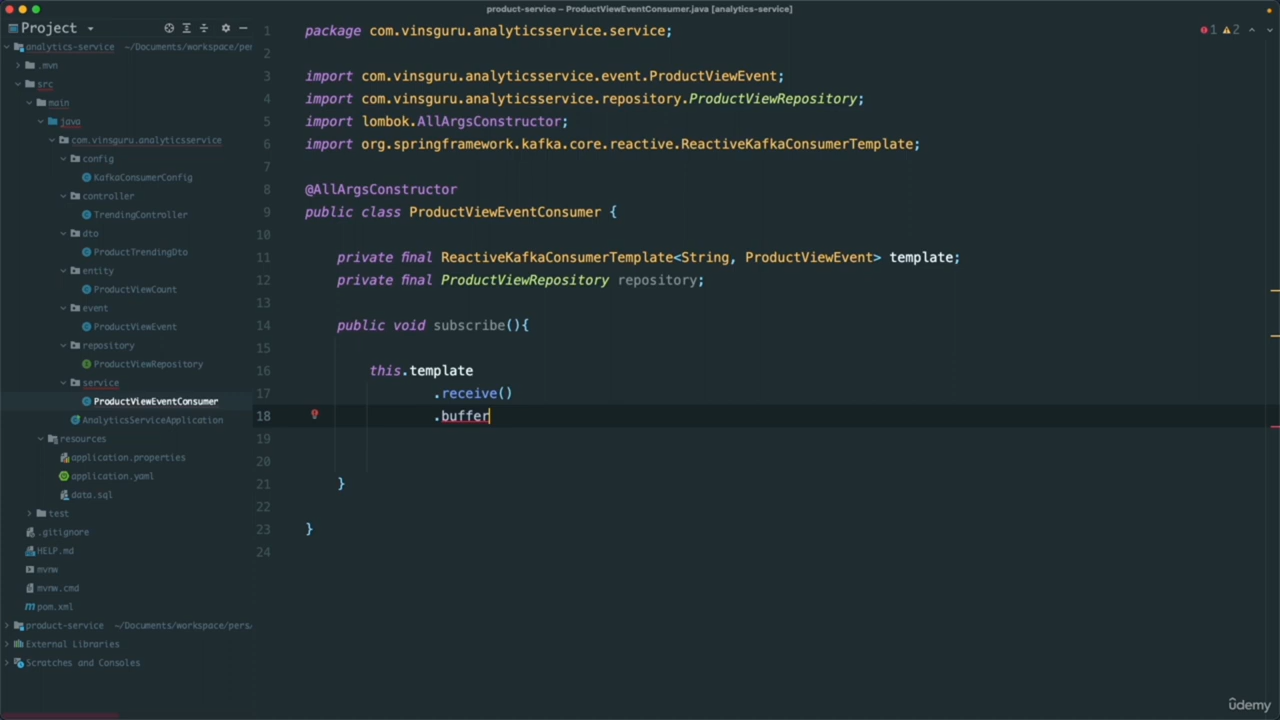 product-service – ProductViewEventConsumer.java [analytics-service]
Project
analytics-service ~/Documents/workspace/per
.mvn
src
main
java
com.vinsguru.analyticsservice
config
KafkaConsumerConfig
controller
TrendingController
dto
ProductTrendingDto
entity
ProductViewCount
event
ProductViewEvent
repository
ProductViewRepository
service
ProductViewEventConsumer
AnalyticsServiceApplication
resources
application.properties
application.yaml
data.sql
test
.gitignore
HELP.md
mvnw
mvnw.cmd
pom.xml
product-service ~/Documents/workspace/pers
External Libraries
Scratches and Consoles
1 package com.vinsguru.analyticsservice.service;
2
3 import com.vinsguru.analyticsservice.event.ProductViewEvent;
4 import com.vinsguru.analyticsservice.repository.ProductViewRepository;
5 import lombok.AllArgsConstructor;
6 import org.springframework.kafka.core.reactive.ReactiveKafkaConsumerTemplate;
7
8 @AllArgsConstructor
9 public class ProductViewEventConsumer {
10
11 private final ReactiveKafkaConsumerTemplate<String, ProductViewEvent> template;
12 private final ProductViewRepository repository;
13
14 public void subscribe(){
15
16 this.template
17 .receive()
18 .buffer
19
20
21 }
22
23 }
24
1 2
ûdemy